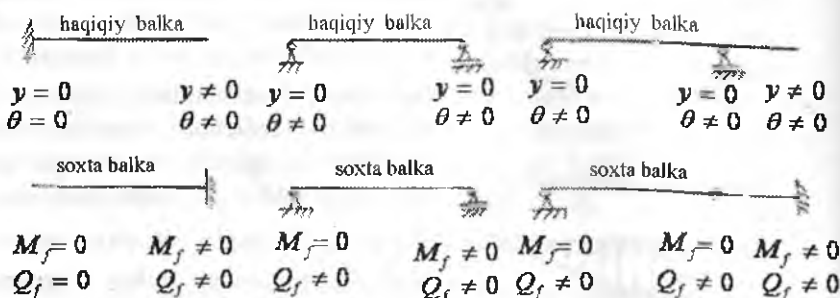 haqiqiy balka haqiqiy balka haqiqiy balka
y = 0 y ≠ 0 y = 0 y = 0 y = 0 y = 0 y ≠ 0
θ = 0 θ ≠ 0 θ ≠ 0 θ ≠ 0 θ ≠ 0 θ ≠ 0 θ ≠ 0
soxta balka soxta balka soxta balka
M_f = 0 M_f ≠ 0 M_f = 0 M_f ≠ 0 M_f = 0 M_f = 0 M_f ≠ 0
Q_f = 0 Q_f ≠ 0 Q_f ≠ 0 Q_f ≠ 0 Q_f ≠ 0 Q_f ≠ 0 Q_f ≠ 0